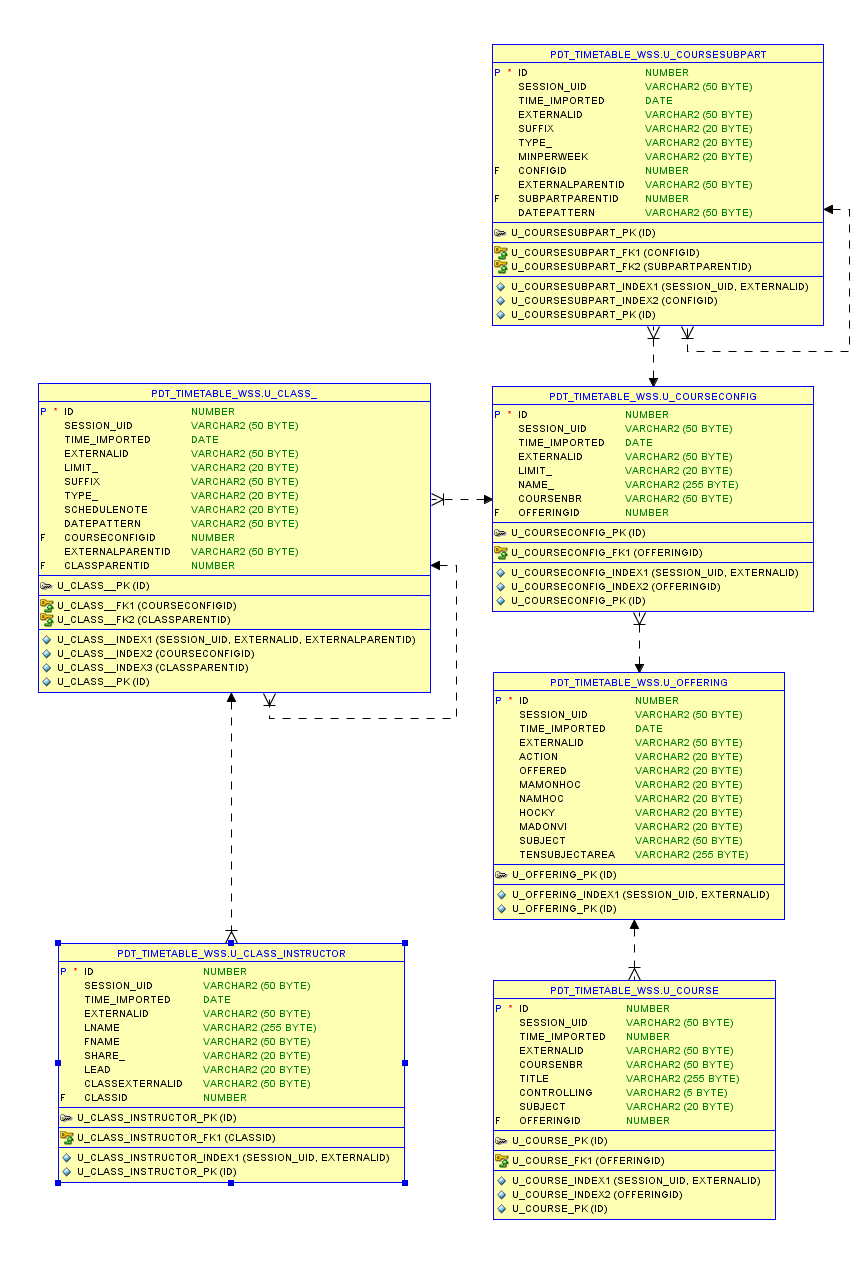 PDT_TIMETABLE_WSS.U_COURSESUBPART
P * ID NUMBER
SESSION_UID VARCHAR2 (50 BYTE)
TIME_IMPORTED DATE
EXTERNALID VARCHAR2 (50 BYTE)
SUFFIX VARCHAR2 (20 BYTE)
TYPE_ VARCHAR2 (20 BYTE)
MINPERWEEK VARCHAR2 (20 BYTE)
F CONFIGID NUMBER
EXTERNALPARENTID VARCHAR2 (50 BYTE)
F SUBPARTPARENTID NUMBER
DATEPATTERN VARCHAR2 (50 BYTE)
U_COURSESUBPART_PK (ID)
U_COURSESUBPART_FK1 (CONFIGID)
U_COURSESUBPART_FK2 (SUBPARTPARENTID)
U_COURSESUBPART_INDEX1 (SESSION_UID, EXTERNALID)
U_COURSESUBPART_INDEX2 (CONFIGID)
U_COURSESUBPART_PK (ID)
PDT_TIMETABLE_WSS.U_CLASS_
P * ID NUMBER
SESSION_UID VARCHAR2 (50 BYTE)
TIME_IMPORTED DATE
EXTERNALID VARCHAR2 (50 BYTE)
LIMIT_ VARCHAR2 (20 BYTE)
SUFFIX VARCHAR2 (50 BYTE)
TYPE_ VARCHAR2 (20 BYTE)
SCHEDULENOTE VARCHAR2 (20 BYTE)
DATEPATTERN VARCHAR2 (50 BYTE)
F COURSECONFIGID NUMBER
EXTERNALPARENTID VARCHAR2 (50 BYTE)
F CLASSPARENTID NUMBER
U_CLASS__PK (ID)
U_CLASS__FK1 (COURSECONFIGID)
U_CLASS__FK2 (CLASSPARENTID)
U_CLASS__INDEX1 (SESSION_UID, EXTERNALID, EXTERNALPARENTID)
U_CLASS__INDEX2 (COURSECONFIGID)
U_CLASS__INDEX3 (CLASSPARENTID)
U_CLASS__PK (ID)
PDT_TIMETABLE_WSS.U_COURSECONFIG
P * ID NUMBER
SESSION_UID VARCHAR2 (50 BYTE)
TIME_IMPORTED DATE
EXTERNALID VARCHAR2 (50 BYTE)
LIMIT_ VARCHAR2 (20 BYTE)
NAME_ VARCHAR2 (255 BYTE)
COURSENBR VARCHAR2 (50 BYTE)
F OFFERINGID NUMBER
U_COURSECONFIG_PK (ID)
U_COURSECONFIG_FK1 (OFFERINGID)
U_COURSECONFIG_INDEX1 (SESSION_UID, EXTERNALID)
U_COURSECONFIG_INDEX2 (OFFERINGID)
U_COURSECONFIG_PK (ID)
PDT_TIMETABLE_WSS.U_OFFERING
P * ID NUMBER
SESSION_UID VARCHAR2 (50 BYTE)
TIME_IMPORTED DATE
EXTERNALID VARCHAR2 (50 BYTE)
ACTION VARCHAR2 (20 BYTE)
OFFERED VARCHAR2 (20 BYTE)
MAMONHOC VARCHAR2 (20 BYTE)
NAMHOC VARCHAR2 (20 BYTE)
HOCKY VARCHAR2 (20 BYTE)
MADONVI VARCHAR2 (20 BYTE)
SUBJECT VARCHAR2 (50 BYTE)
TENSUBJECTAREA VARCHAR2 (255 BYTE)
U_OFFERING_PK (ID)
U_OFFERING_INDEX1 (SESSION_UID, EXTERNALID)
U_OFFERING_PK (ID)
PDT_TIMETABLE_WSS.U_CLASS_INSTRUCTOR
P * ID NUMBER
SESSION_UID VARCHAR2 (50 BYTE)
TIME_IMPORTED DATE
EXTERNALID VARCHAR2 (50 BYTE)
LNAME VARCHAR2 (255 BYTE)
FNAME VARCHAR2 (50 BYTE)
SHARE_ VARCHAR2 (20 BYTE)
LEAD VARCHAR2 (20 BYTE)
CLASSEXTERNALID VARCHAR2 (50 BYTE)
F CLASSID NUMBER
U_CLASS_INSTRUCTOR_PK (ID)
U_CLASS_INSTRUCTOR_FK1 (CLASSID)
U_CLASS_INSTRUCTOR_INDEX1 (SESSION_UID, EXTERNALID)
U_CLASS_INSTRUCTOR_PK (ID)
PDT_TIMETABLE_WSS.U_COURSE
P * ID NUMBER
SESSION_UID VARCHAR2 (50 BYTE)
TIME_IMPORTED NUMBER
EXTERNALID VARCHAR2 (50 BYTE)
COURSENBR VARCHAR2 (50 BYTE)
TITLE VARCHAR2 (255 BYTE)
CONTROLLING VARCHAR2 (5 BYTE)
SUBJECT VARCHAR2 (20 BYTE)
F OFFERINGID NUMBER
U_COURSE_PK (ID)
U_COURSE_FK1 (OFFERINGID)
U_COURSE_INDEX1 (SESSION_UID, EXTERNALID)
U_COURSE_INDEX2 (OFFERINGID)
U_COURSE_PK (ID)